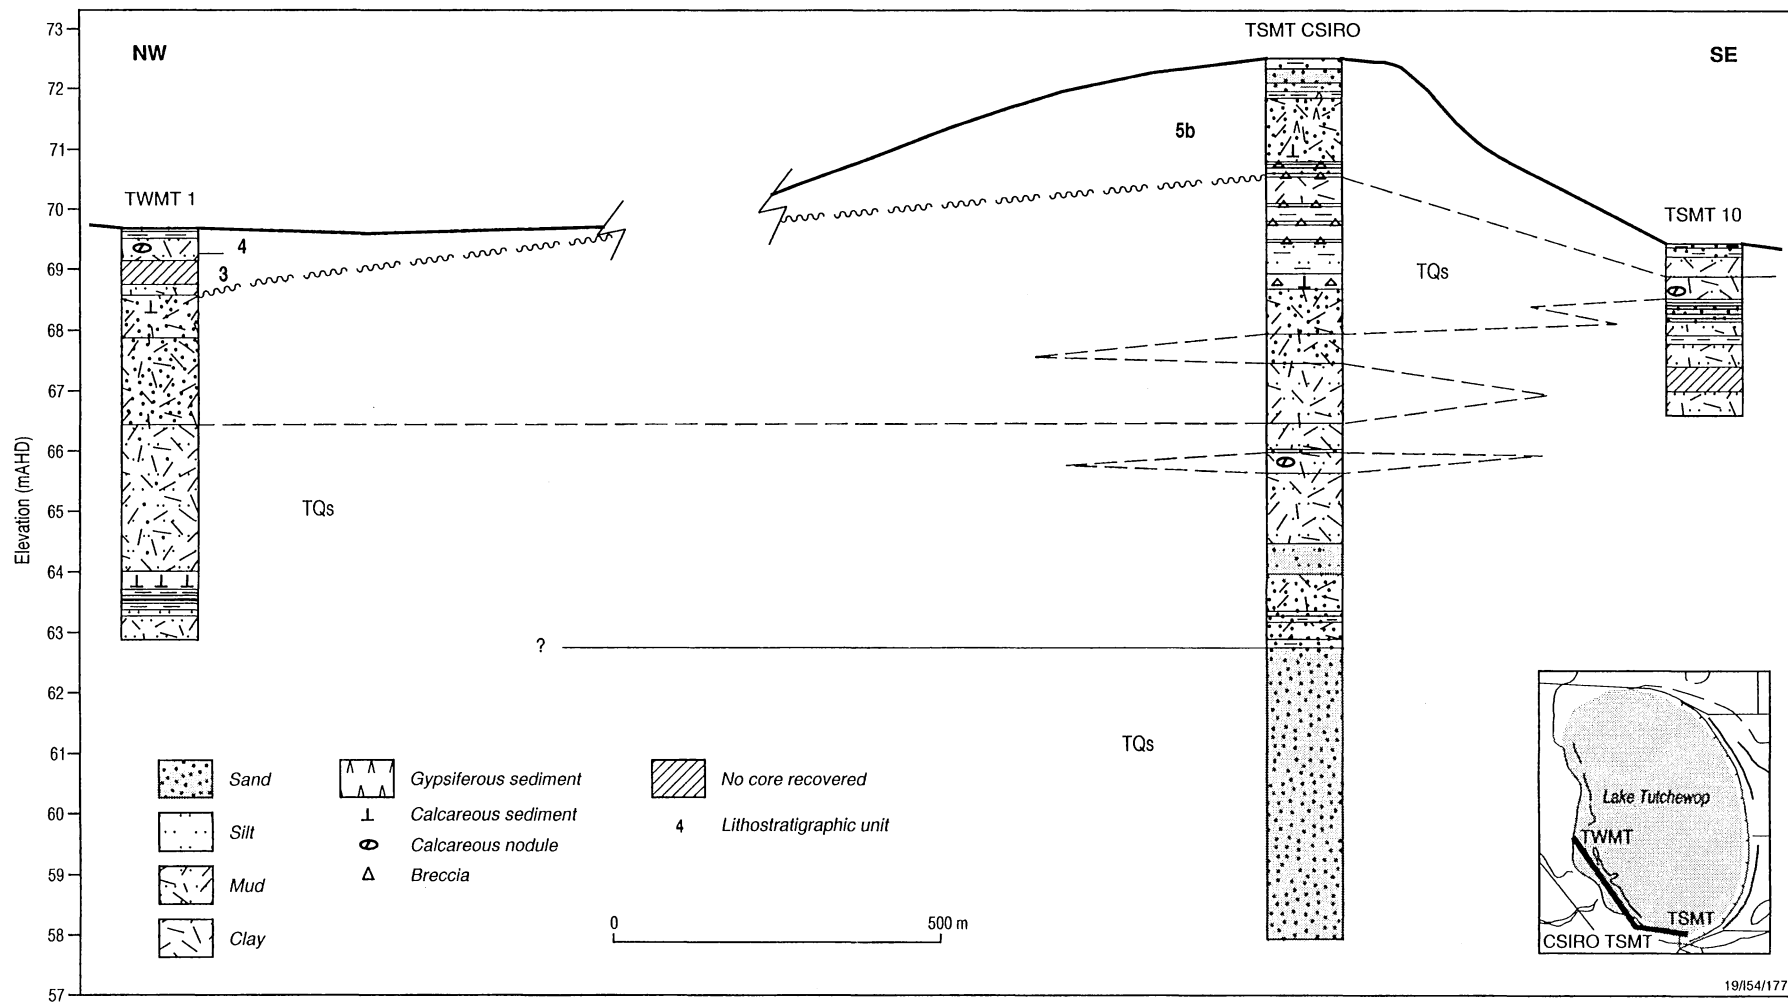 TSMT CSIRO
NW
SE
5b
TWMT 1
TSMT 10
4
3
TQs
TQs
?
TQs
Elevation (mAHD)
73
72
71
70
69
68
67
66
65
64
63
62
61
60
59
58
57
Sand
Silt
Mud
Clay
Gypsiferous sediment
Calcareous sediment
Calcareous nodule
Breccia
No core recovered
4 Lithostratigraphic unit
0 500 m
Lake Tutchewop
TWMT
TSMT
CSIRO TSMT
19/I54/177